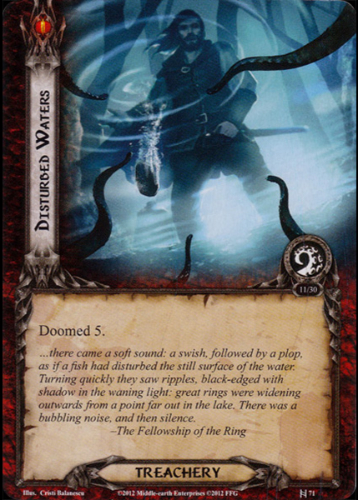 DISTURBED WATERS
11/30
Doomed 5.
...there came a soft sound: a swish, followed by a plop,
as if a fish had disturbed the still surface of the water.
Turning quickly they saw ripples, black-edged with
shadow in the waning light: great rings were widening
outwards from a point far out in the lake. There was a
bubbling noise, and then silence.
–The Fellowship of the Ring
TREACHERY
Illus. Cristi Balanescu
©2012 Middle-earth Enterprises ©2012 FFG
71